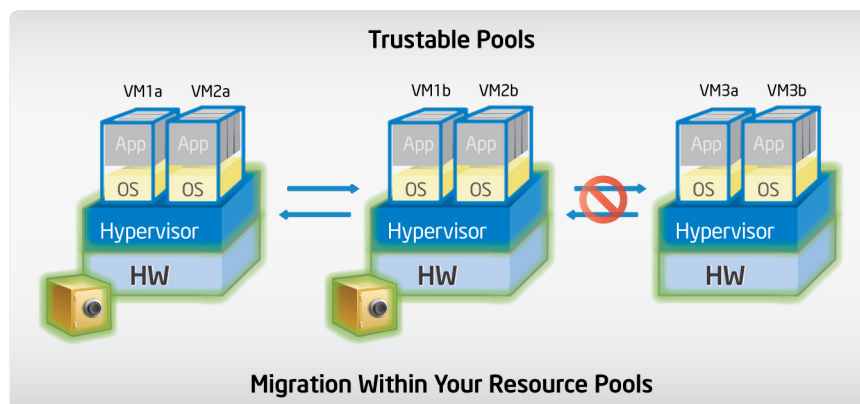 Trustable Pools
VM1a VM2a
VM1b VM2b
VM3a VM3b
App App
OS OS
Hypervisor
HW
App App
OS OS
Hypervisor
HW
App App
OS OS
Hypervisor
HW
Migration Within Your Resource Pools